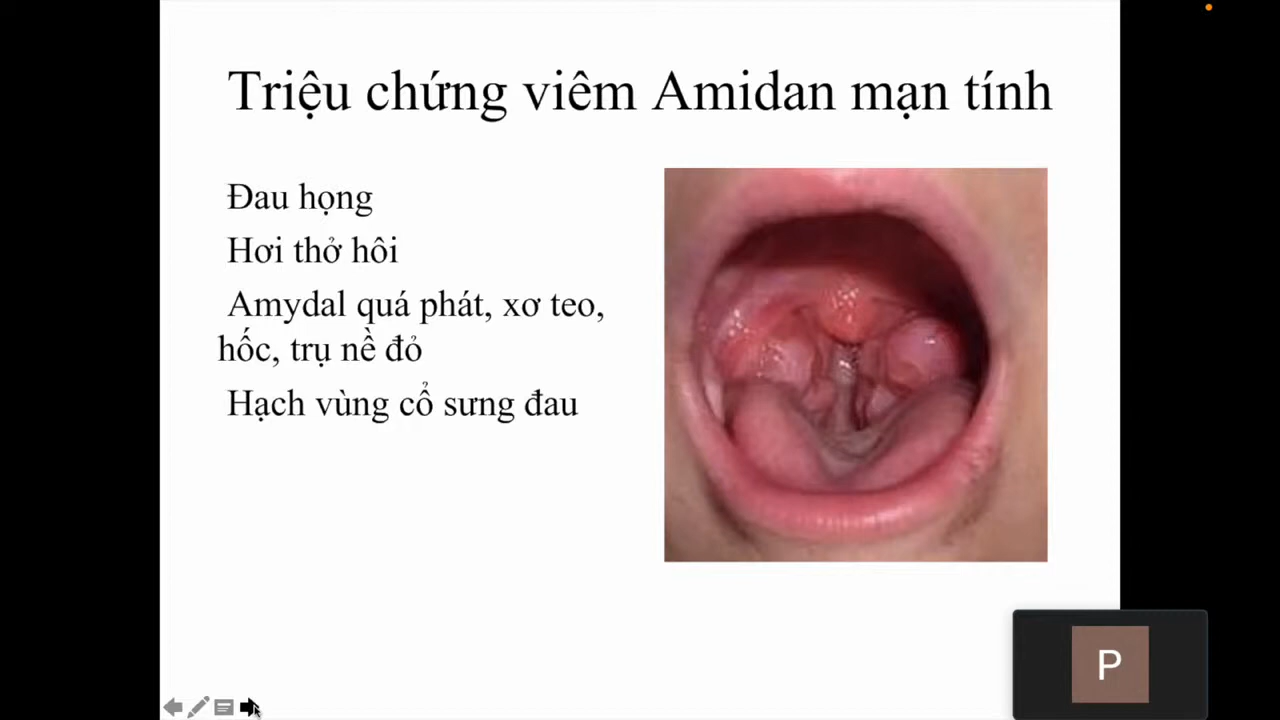 Triệu chứng viêm Amidan mạn tính
Đau họng
Hơi thở hôi
Amydal quá phát, xơ teo,
hốc, trụ nề đỏ
Hạch vùng cổ sưng đau
P